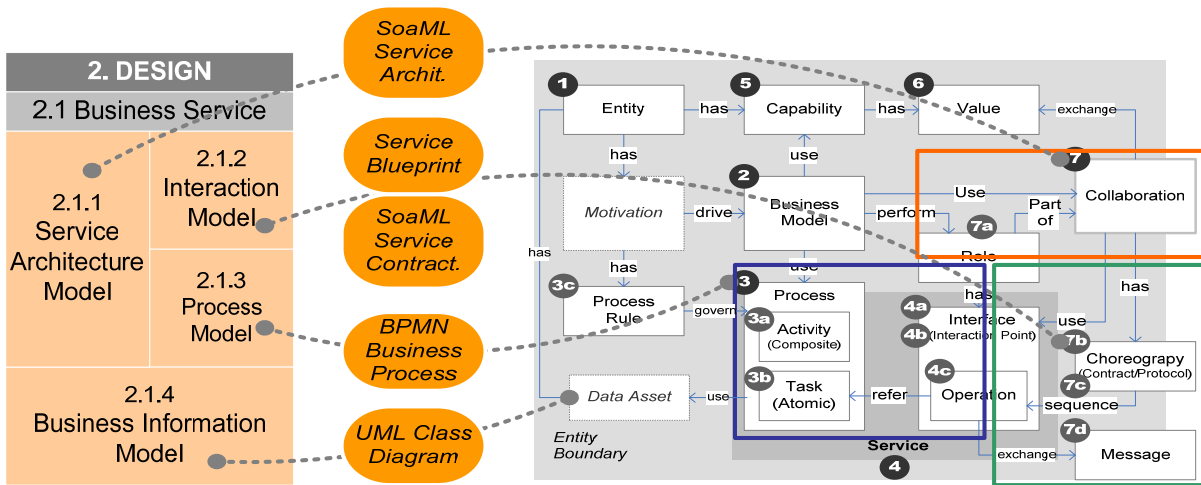 2. DESIGN
2.1 Business Service
2.1.1
Service
Architecture
Model
2.1.2
Interaction
Model
2.1.3
Process
Model
2.1.4
Business Information
Model
SoaML
Service
Archit.
Service
Blueprint
SoaML
Service
Contract.
BPMN
Business
Process
UML Class
Diagram
1
Entity
has
5
Capability
has
6
Value
exchange
has
use
7
Collaboration
Motivation
drive
2
Business
Model
Use
perform
7a
Role
Part
of
has
has
use
has
3c
Process
Rule
govern
3
Process
3a
Activity
(Composite)
3b
Task
(Atomic)
has
4a
Interface
4b
(Interaction Point)
4c
Operation
refer
use
7b
Choreograpy
(Contract/Protocol)
7c
sequence
Data Asset
use
Entity
Boundary
Service
4
exchange
7d
Message